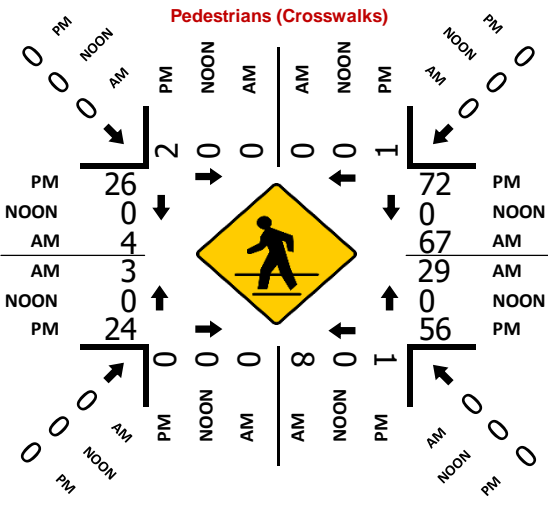 Pedestrians (Crosswalks)
PM NOON AM PM NOON AM AM NOON PM AM NOON PM
0 0 0 2 0 0 0 0 1 0 0 0
PM 26 72 PM
NOON 0 0 NOON
AM 4 67 AM
AM 3 29 AM
NOON 0 0 NOON
PM 24 56 PM
0 0 0 0 0 0 8 0 1 0 0 0
PM NOON AM PM NOON AM AM NOON PM AM NOON PM